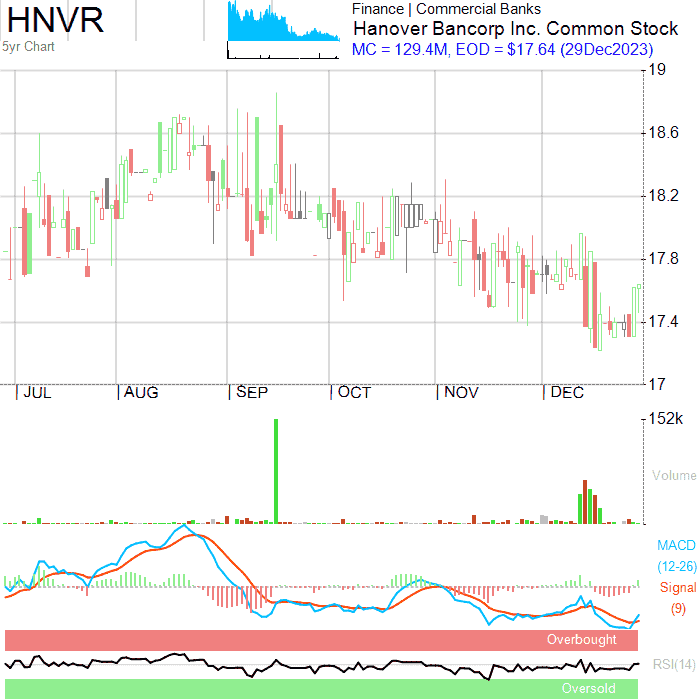 HNVR
5yr Chart
Finance | Commercial Banks
Hanover Bancorp Inc. Common Stock
MC = 129.4M, EOD = $17.64 (29Dec2023)
19
18.6
18.2
17.8
17.4
17
JUL AUG SEP OCT NOV DEC
152k
Volume
MACD
(12-26)
Signal
(9)
Overbought
RSI(14)
Oversold